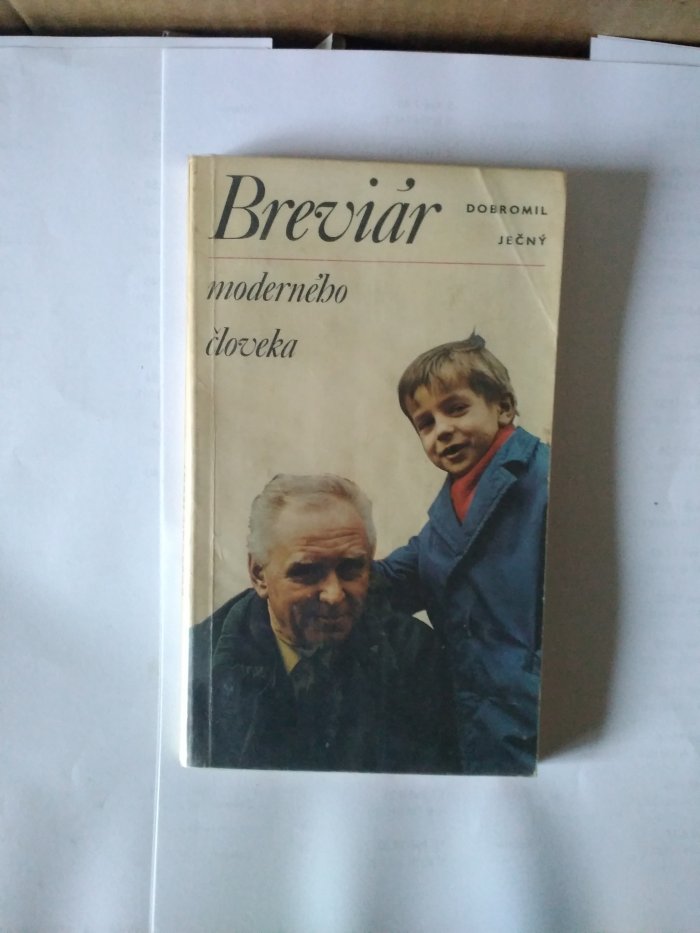 Breviár
DOBROMIL
JEČNÝ
moderného
človeka